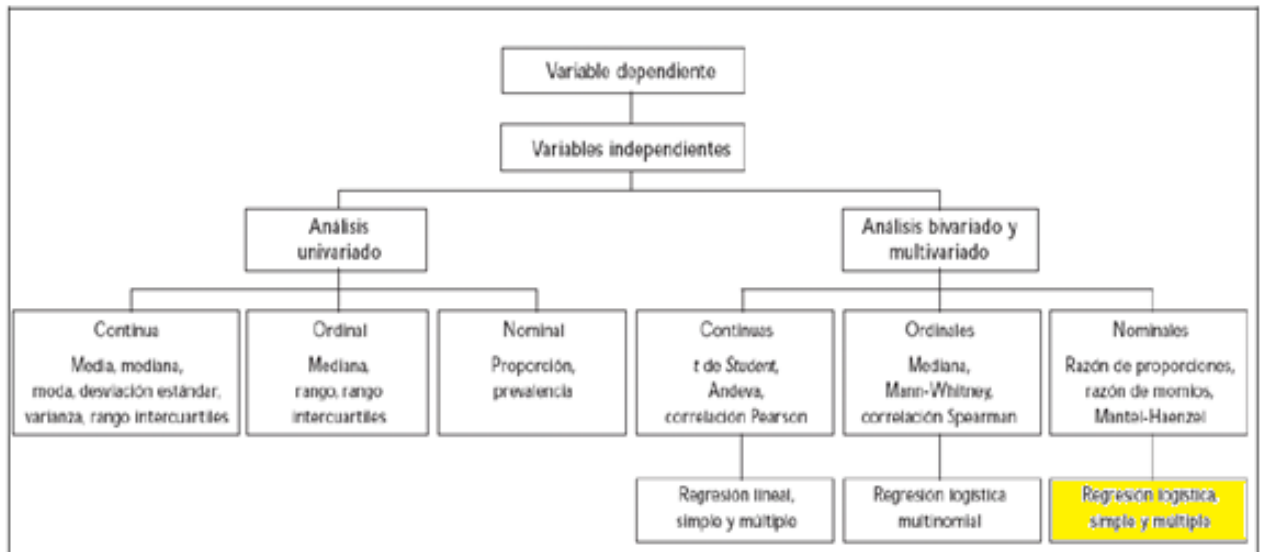 Variable dependiente
Variables independientes
Análisis
univariado
Análisis bivariado y
multivariado
Continua
Media, mediana,
moda, desviación estándar,
varianza, rango intercuartiles
Ordinal
Mediana,
rango, rango
intercuartiles
Nominal
Proporción,
prevalencia
Continuas
t de Student,
Andeva,
correlación Pearson
Ordinales
Mediana,
Mann-Whitney,
correlación Spearman
Nominales
Razón de proporciones,
razón de momios,
Mantel-Haenzel
Regresión lineal,
simple y múltiple
Regresión logística
multinomial
Regresión logística,
simple y múltiple